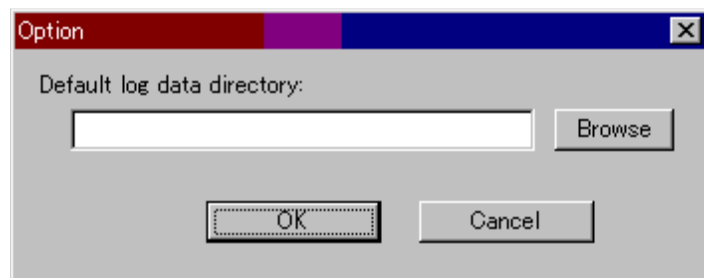 Option
Default log data directory:
Browse
OK
Cancel